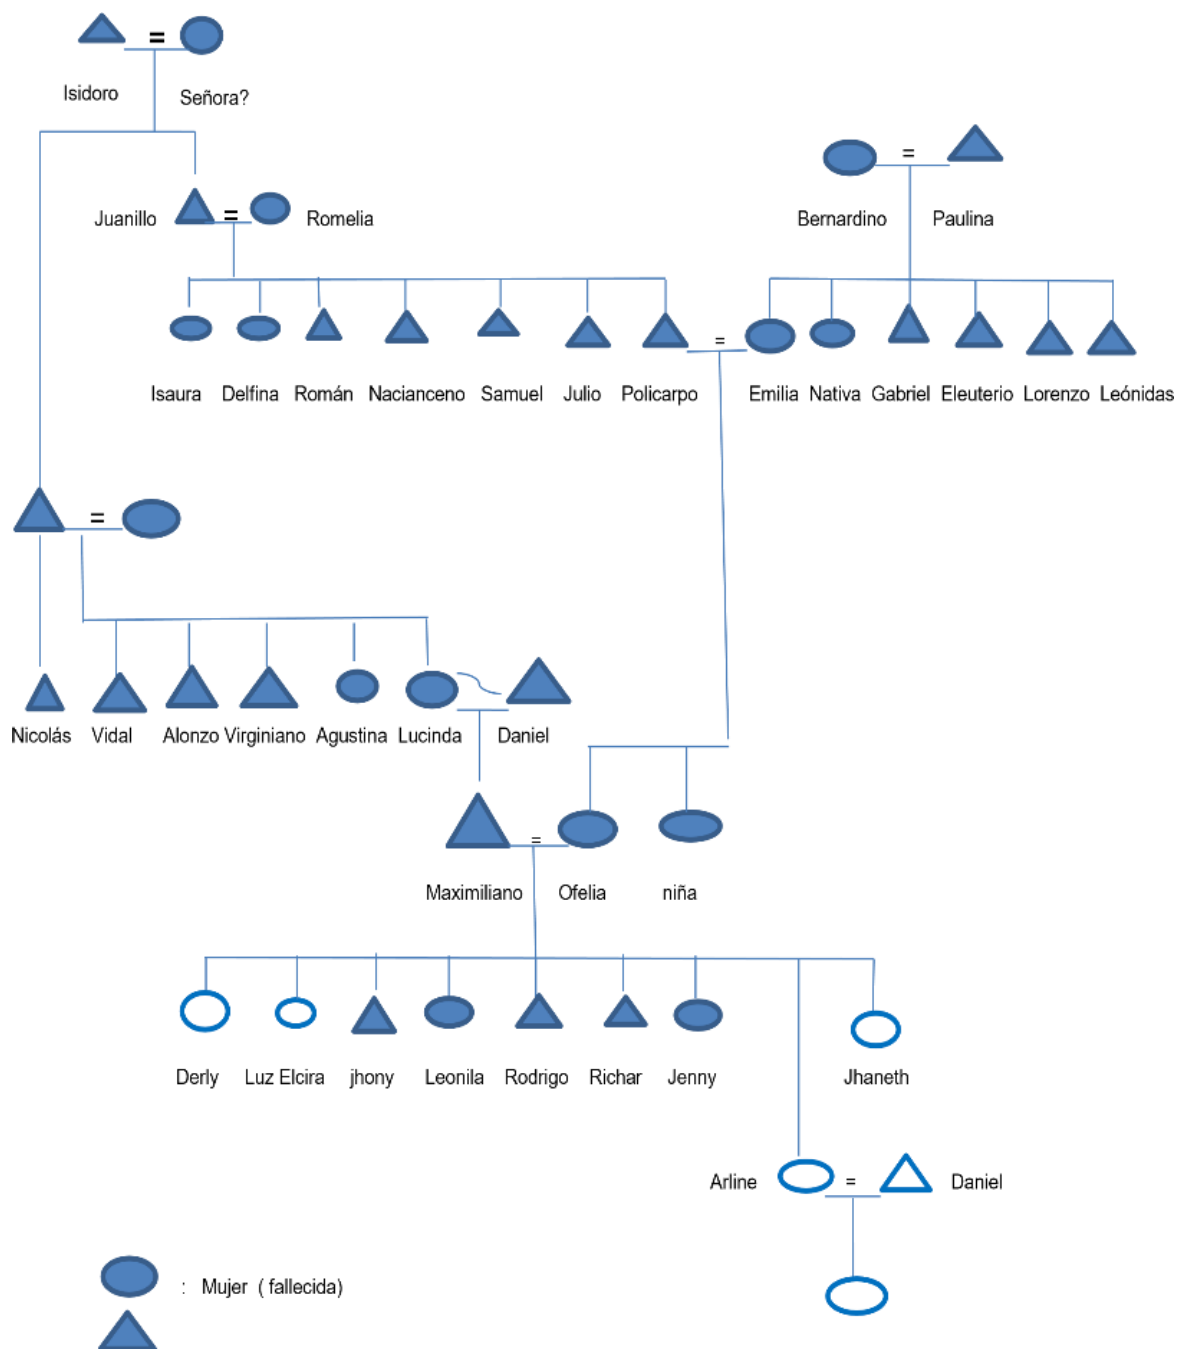 =
Isidoro
Señora?
=
Bernardino Paulina
Juanillo = Romelia
Isaura Delfina Román Nacianceno Samuel Julio Policarpo = Emilia Nativa Gabriel Eleuterio Lorenzo Leónidas
=
Nicolás Vidal Alonzo Virginiano Agustina Lucinda Daniel
=
Maximiliano Ofelia niña
Derly Luz Elcira jhony Leonila Rodrigo Richar Jenny Jhaneth
Arline = Daniel
: Mujer ( fallecida)